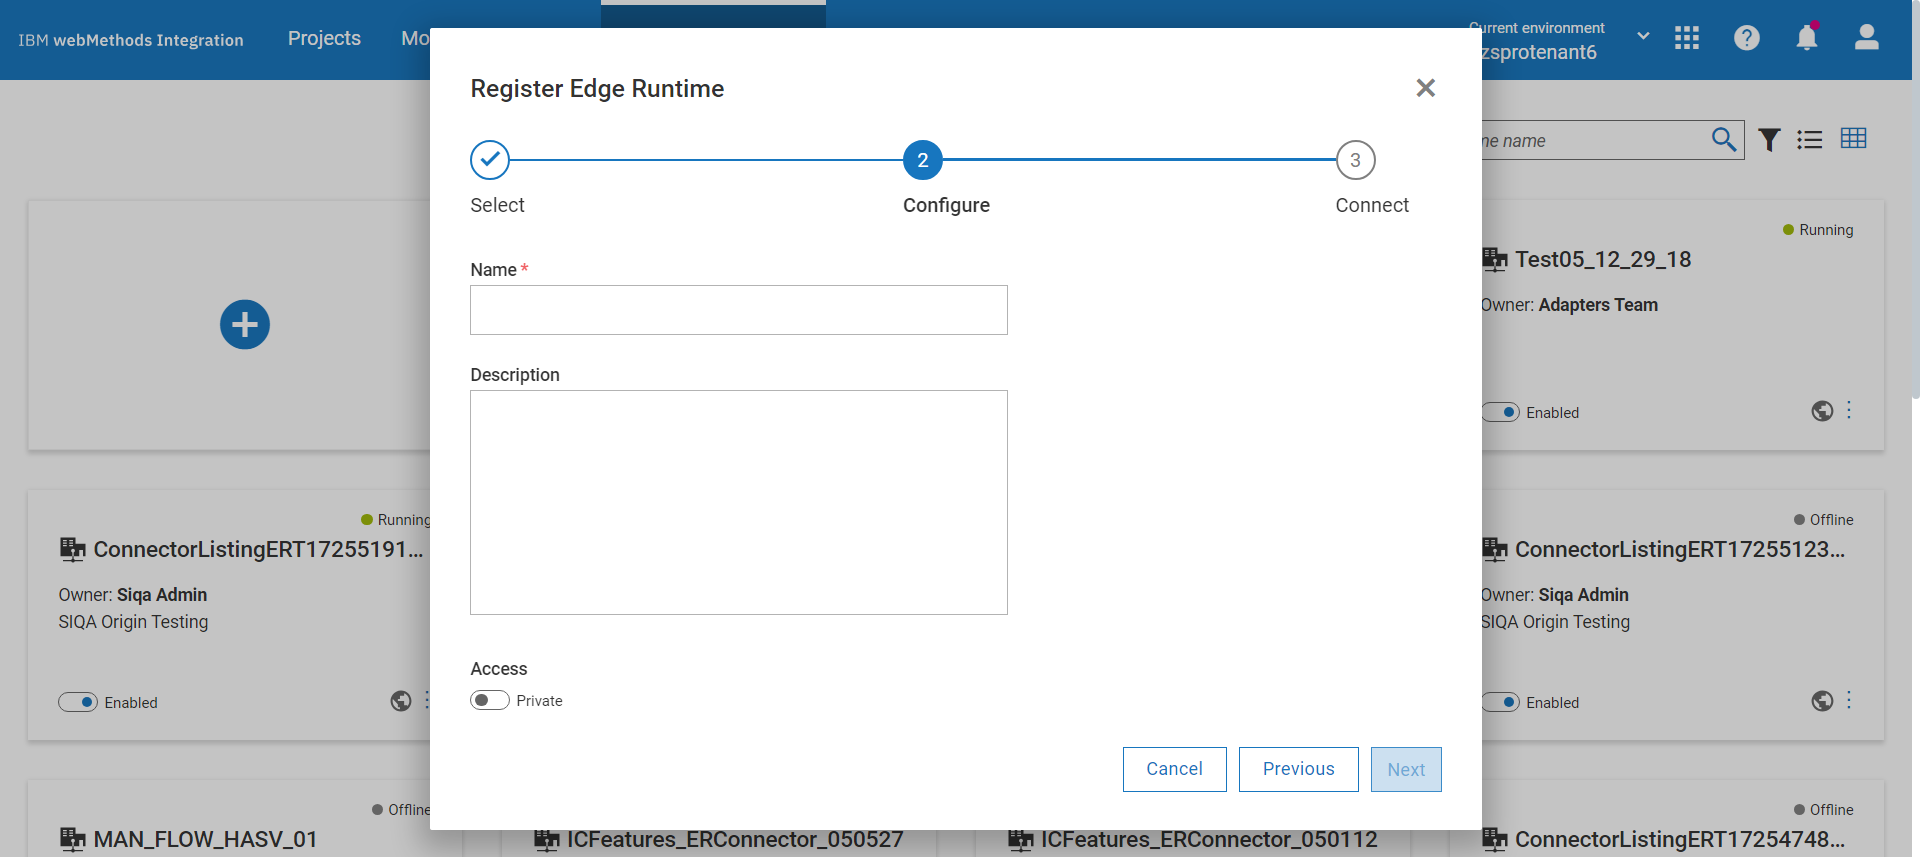 IBM webMethods Integration
Projects
Mo
Current environment
zsprotenant6
Register Edge Runtime
2
3
Select
Configure
Connect
Name *
Description
Access
Private
Cancel
Previous
Next
ne name
Running
Test05_12_29_18
Owner: Adapters Team
Enabled
Running
ConnectorListingERT17255191...
Owner: Siqa Admin
SIQA Origin Testing
Enabled
Offline
ConnectorListingERT17255123...
Owner: Siqa Admin
SIQA Origin Testing
Enabled
Offline
MAN_FLOW_HASV_01
ICFeatures_ERConnector_050527
ICFeatures_ERConnector_050112
Offline
ConnectorListingERT17254748...